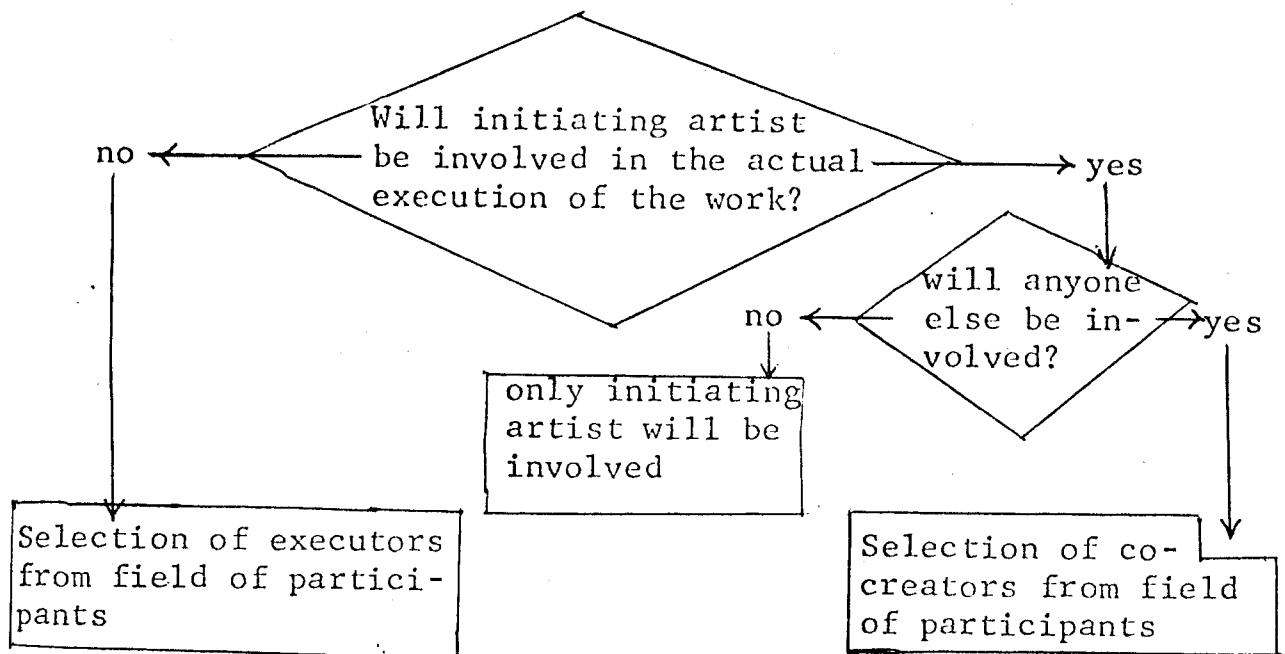 Will initiating artist
be involved in the actual
execution of the work?
no
yes
will anyone
else be in-
volved?
no
yes
only initiating
artist will be
involved
Selection of executors
from field of partici-
pants
Selection of co-
creators from field
of participants